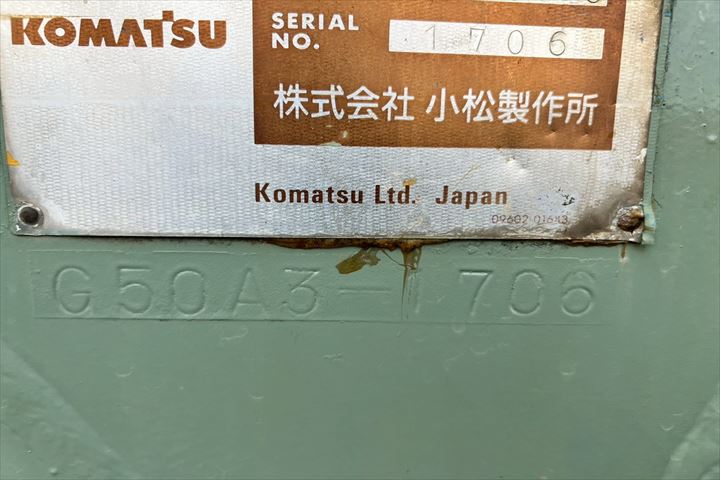 KOMATSU
SERIAL NO. 1706
株式会社 小松製作所
Komatsu Ltd. Japan
09602-01643
G50A3-1706